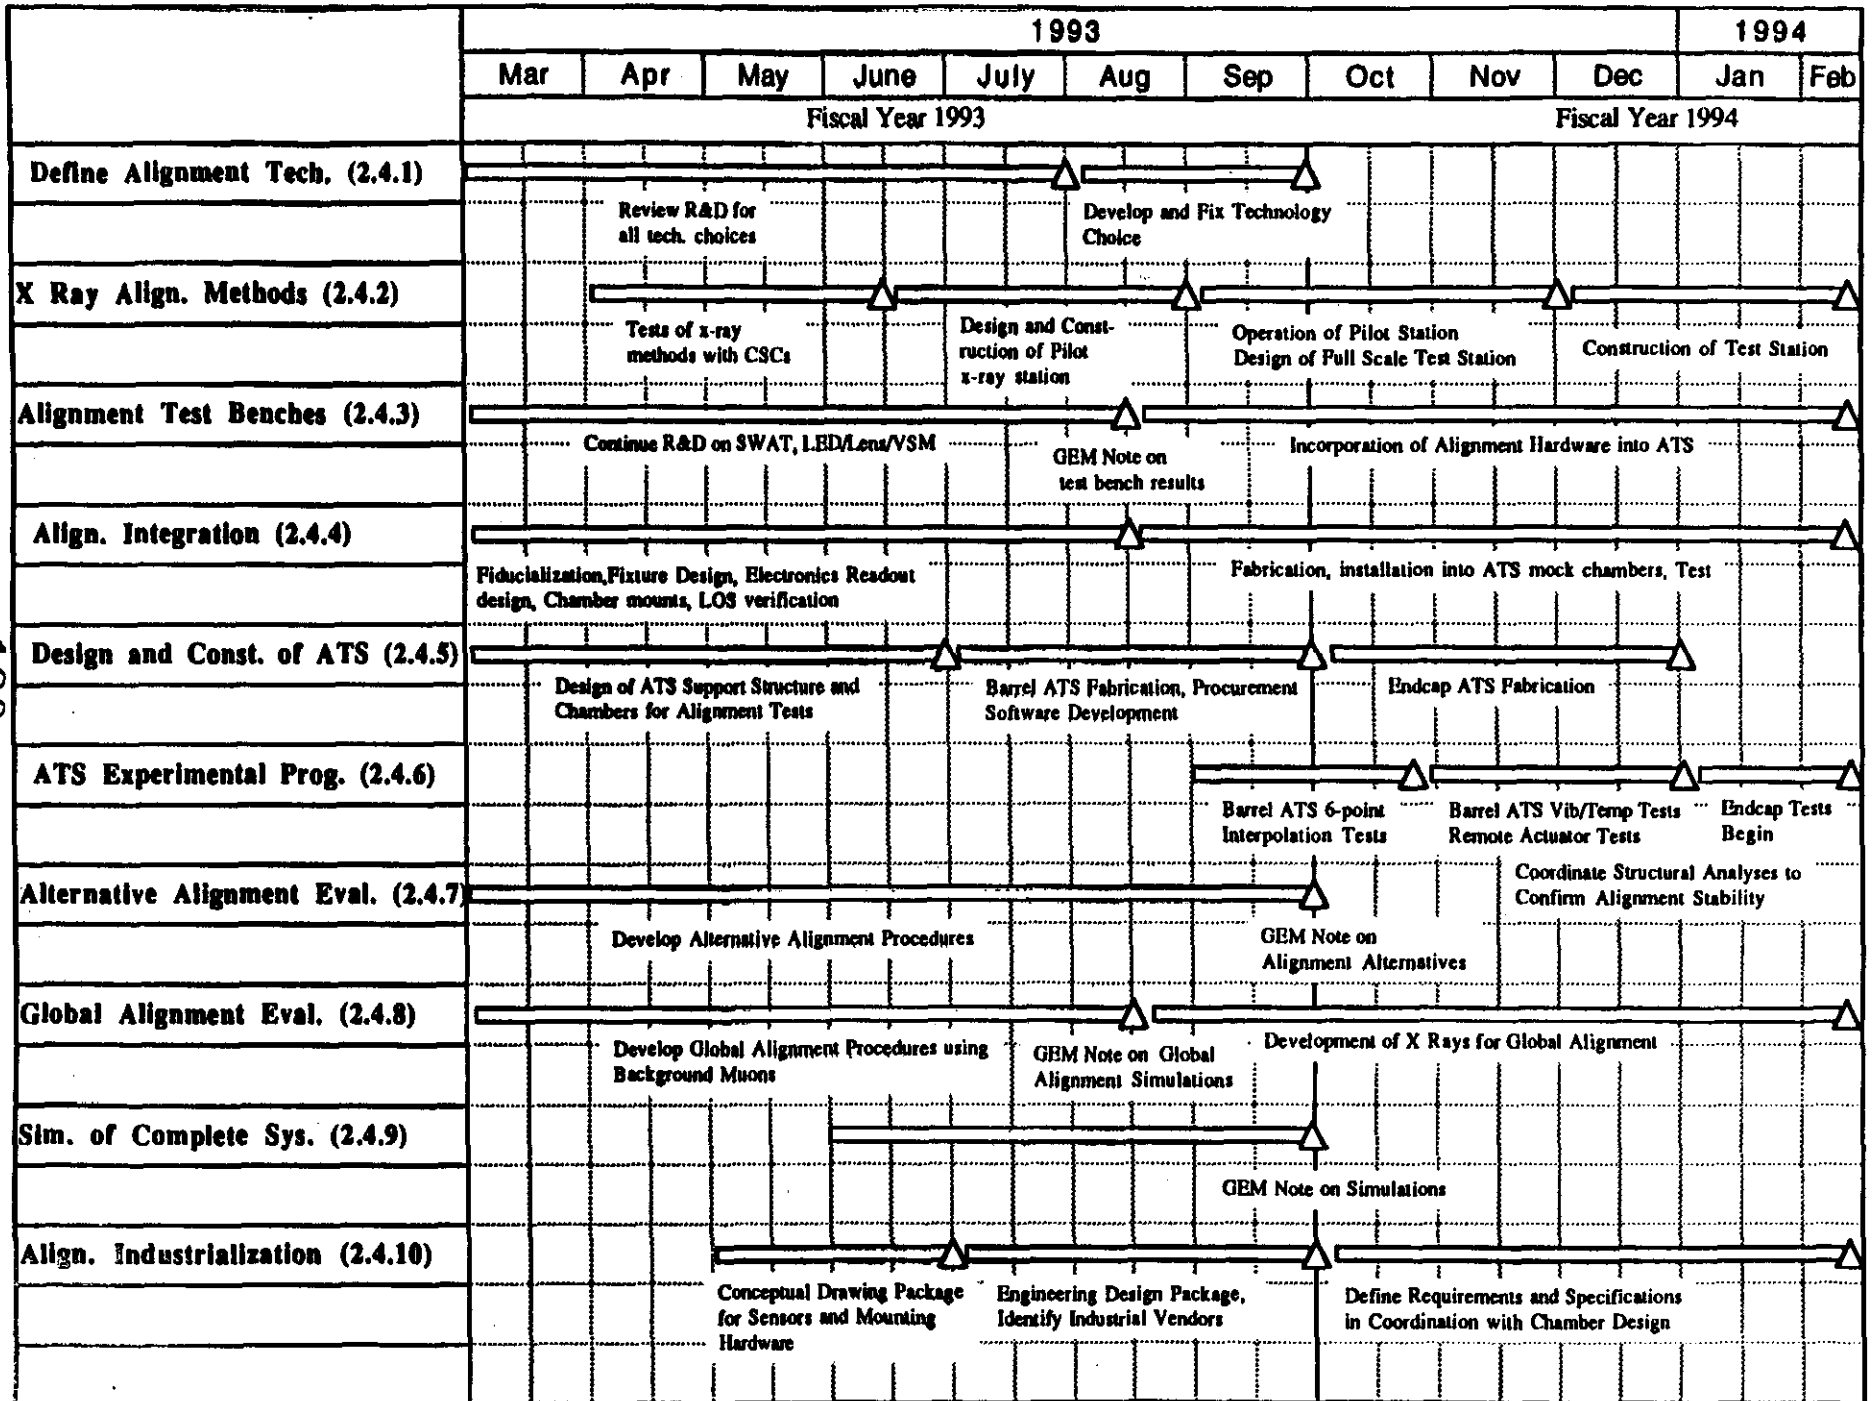 1993
1994
Mar Apr May June July Aug Sep Oct Nov Dec Jan Feb
Fiscal Year 1993
Fiscal Year 1994
Define Alignment Tech. (2.4.1)
Review R&D for
all tech. choices
Develop and Fix Technology
Choice
X Ray Align. Methods (2.4.2)
Tests of x-ray
methods with CSCs
Design and Const-
ruction of Pilot
x-ray station
Operation of Pilot Station
Design of Full Scale Test Station
Construction of Test Station
Alignment Test Benches (2.4.3)
Continue R&D on SWAT, LED/Lens/VSM
GEM Note on
test bench results
Incorporation of Alignment Hardware into ATS
Align. Integration (2.4.4)
Fiducialization,Fixture Design, Electronics Readout
design, Chamber mounts, LOS verification
Fabrication, installation into ATS mock chambers, Test
Design and Const. of ATS (2.4.5)
Design of ATS Support Structure and
Chambers for Alignment Tests
Barrel ATS Fabrication, Procurement
Software Development
Endcap ATS Fabrication
ATS Experimental Prog. (2.4.6)
Barrel ATS 6-point
Interpolation Tests
Barrel ATS Vib/Temp Tests
Remote Actuator Tests
Endcap Tests
Begin
Alternative Alignment Eval. (2.4.7)
Coordinate Structural Analyses to
Confirm Alignment Stability
Develop Alternative Alignment Procedures
GEM Note on
Alignment Alternatives
Global Alignment Eval. (2.4.8)
Develop Global Alignment Procedures using
Background Muons
GEM Note on Global
Alignment Simulations
Development of X Rays for Global Alignment
Sim. of Complete Sys. (2.4.9)
GEM Note on Simulations
Align. Industrialization (2.4.10)
Conceptual Drawing Package
for Sensors and Mounting
Hardware
Engineering Design Package,
Identify Industrial Vendors
Define Requirements and Specifications
in Coordination with Chamber Design